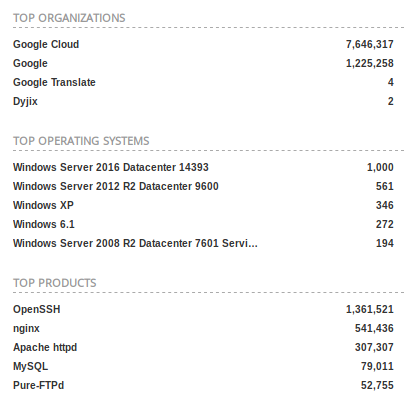 TOP ORGANIZATIONS
Google Cloud 7,646,317
Google 1,225,258
Google Translate 4
Dyjix 2
TOP OPERATING SYSTEMS
Windows Server 2016 Datacenter 14393 1,000
Windows Server 2012 R2 Datacenter 9600 561
Windows XP 346
Windows 6.1 272
Windows Server 2008 R2 Datacenter 7601 Servi... 194
TOP PRODUCTS
OpenSSH 1,361,521
nginx 541,436
Apache httpd 307,307
MySQL 79,011
Pure-FTPd 52,755